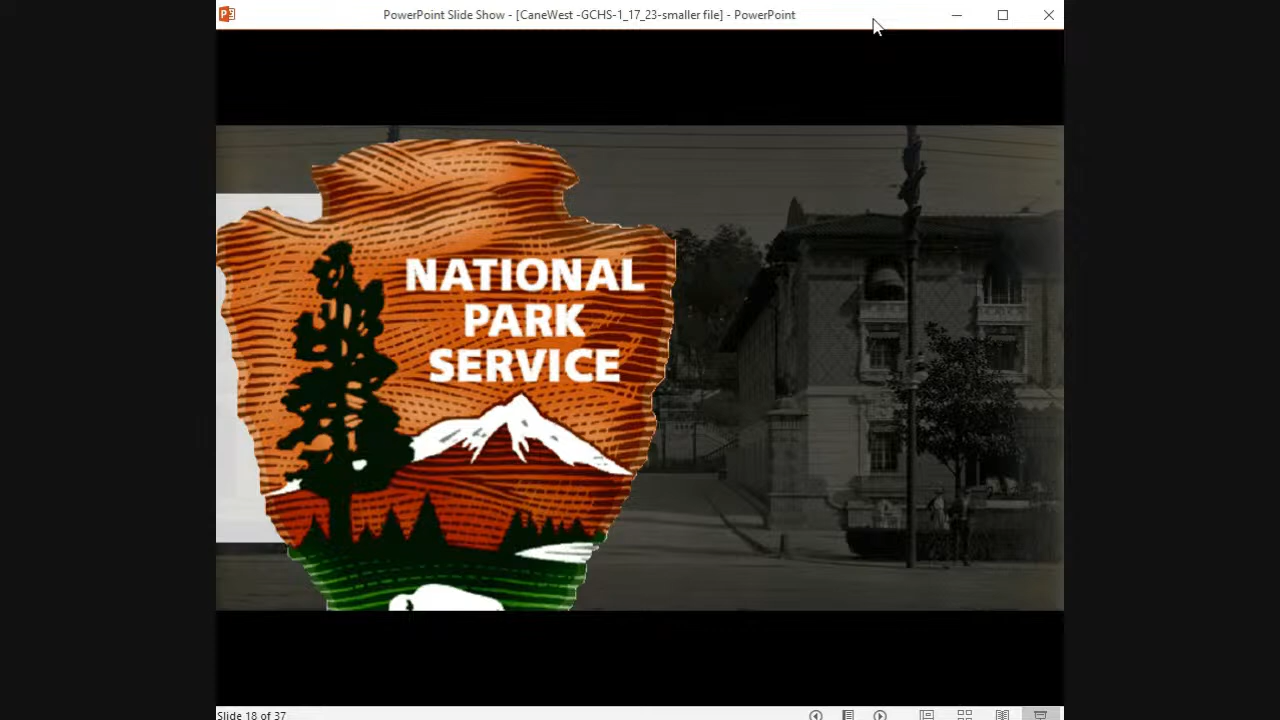 PowerPoint Slide Show - [CaneWest -GCHS-1_17_23-smaller file] - PowerPoint
NATIONAL
PARK
SERVICE
Slide 18 of 37